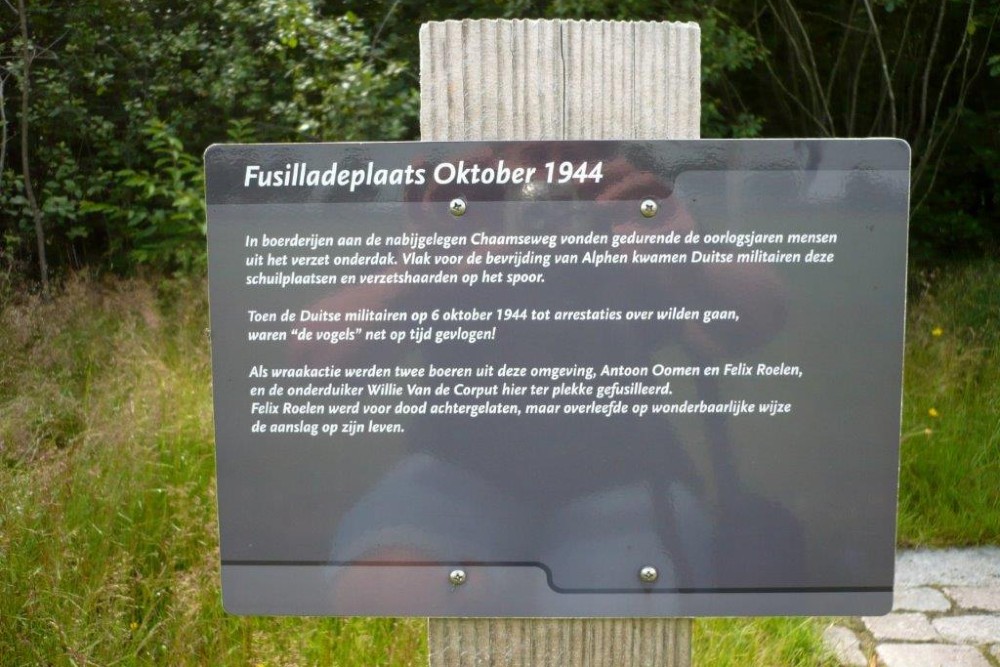 Fusilladeplaats Oktober 1944
In boerderijen aan de nabijgelegen Chaamseweg vonden gedurende de oorlogsjaren mensen
uit het verzet onderdak. Vlak voor de bevrijding van Alphen kwamen Duitse militairen deze
schuilplaatsen en verzetshaarden op het spoor.
Toen de Duitse militairen op 6 oktober 1944 tot arrestaties over wilden gaan,
waren “de vogels” net op tijd gevlogen!
Als wraakactie werden twee boeren uit deze omgeving, Antoon Oomen en Felix Roelen,
en de onderduiker Willie Van de Corput hier ter plekke gefusilleerd.
Felix Roelen werd voor dood achtergelaten, maar overleefde op wonderbaarlijke wijze
de aanslag op zijn leven.